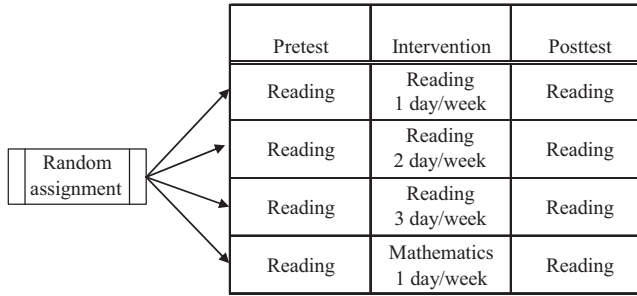 Pretest Intervention Posttest
Reading Reading 1 day/week Reading
Random assignment
Reading Reading 2 day/week Reading
Reading Reading 3 day/week Reading
Reading Mathematics 1 day/week Reading